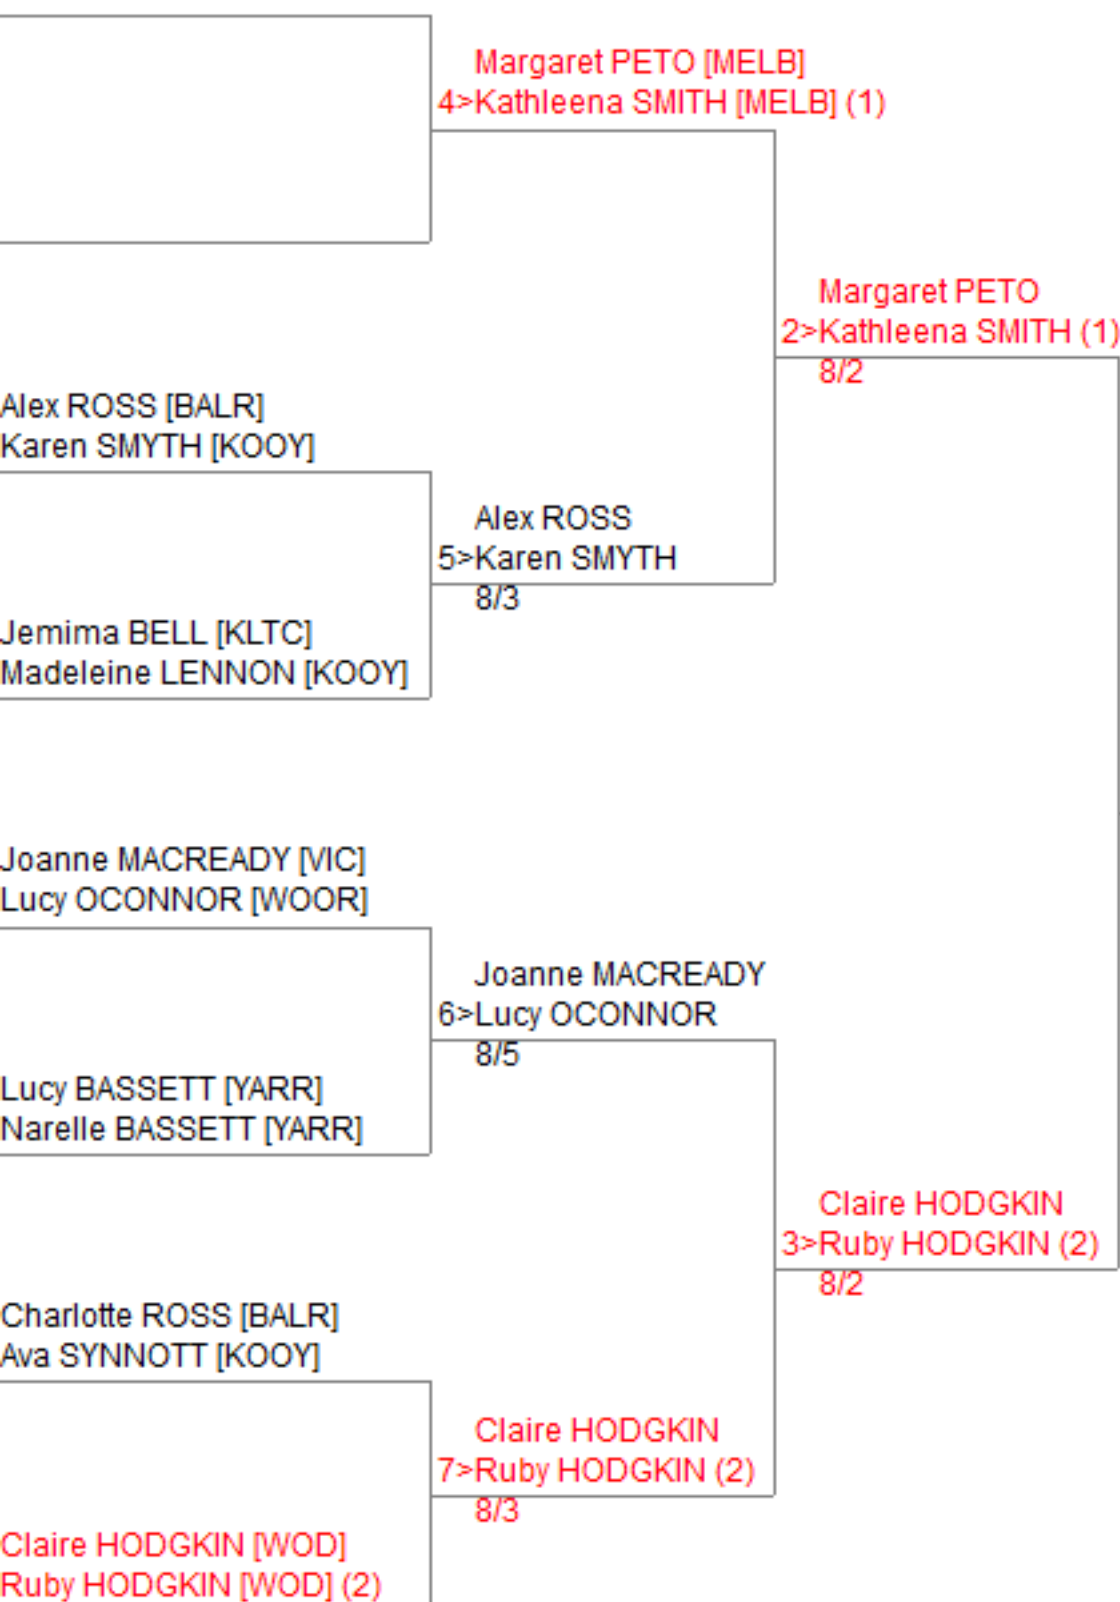 Margaret PETO [MELB]
4>Kathleena SMITH [MELB] (1)
Margaret PETO
2>Kathleena SMITH (1)
8/2
Alex ROSS [BALR]
Karen SMYTH [KOOY]
Alex ROSS
5>Karen SMYTH
8/3
Jemima BELL [KLTC]
Madeleine LENNON [KOOY]
Joanne MACREADY [VIC]
Lucy OCONNOR [WOOR]
Joanne MACREADY
6>Lucy OCONNOR
8/5
Lucy BASSETT [YARR]
Narelle BASSETT [YARR]
Claire HODGKIN
3>Ruby HODGKIN (2)
8/2
Charlotte ROSS [BALR]
Ava SYNNOTT [KOOY]
Claire HODGKIN
7>Ruby HODGKIN (2)
8/3
Claire HODGKIN [WOD]
Ruby HODGKIN [WOD] (2)